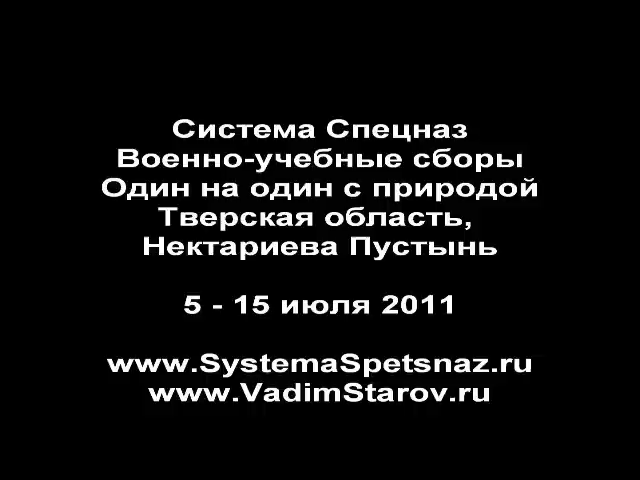 Система Спецназ
Военно-учебные сборы
Один на один с природой
Тверская область,
Нектариева Пустынь
5 - 15 июля 2011
www.SystemaSpetsnaz.ru
www.VadimStarov.ru